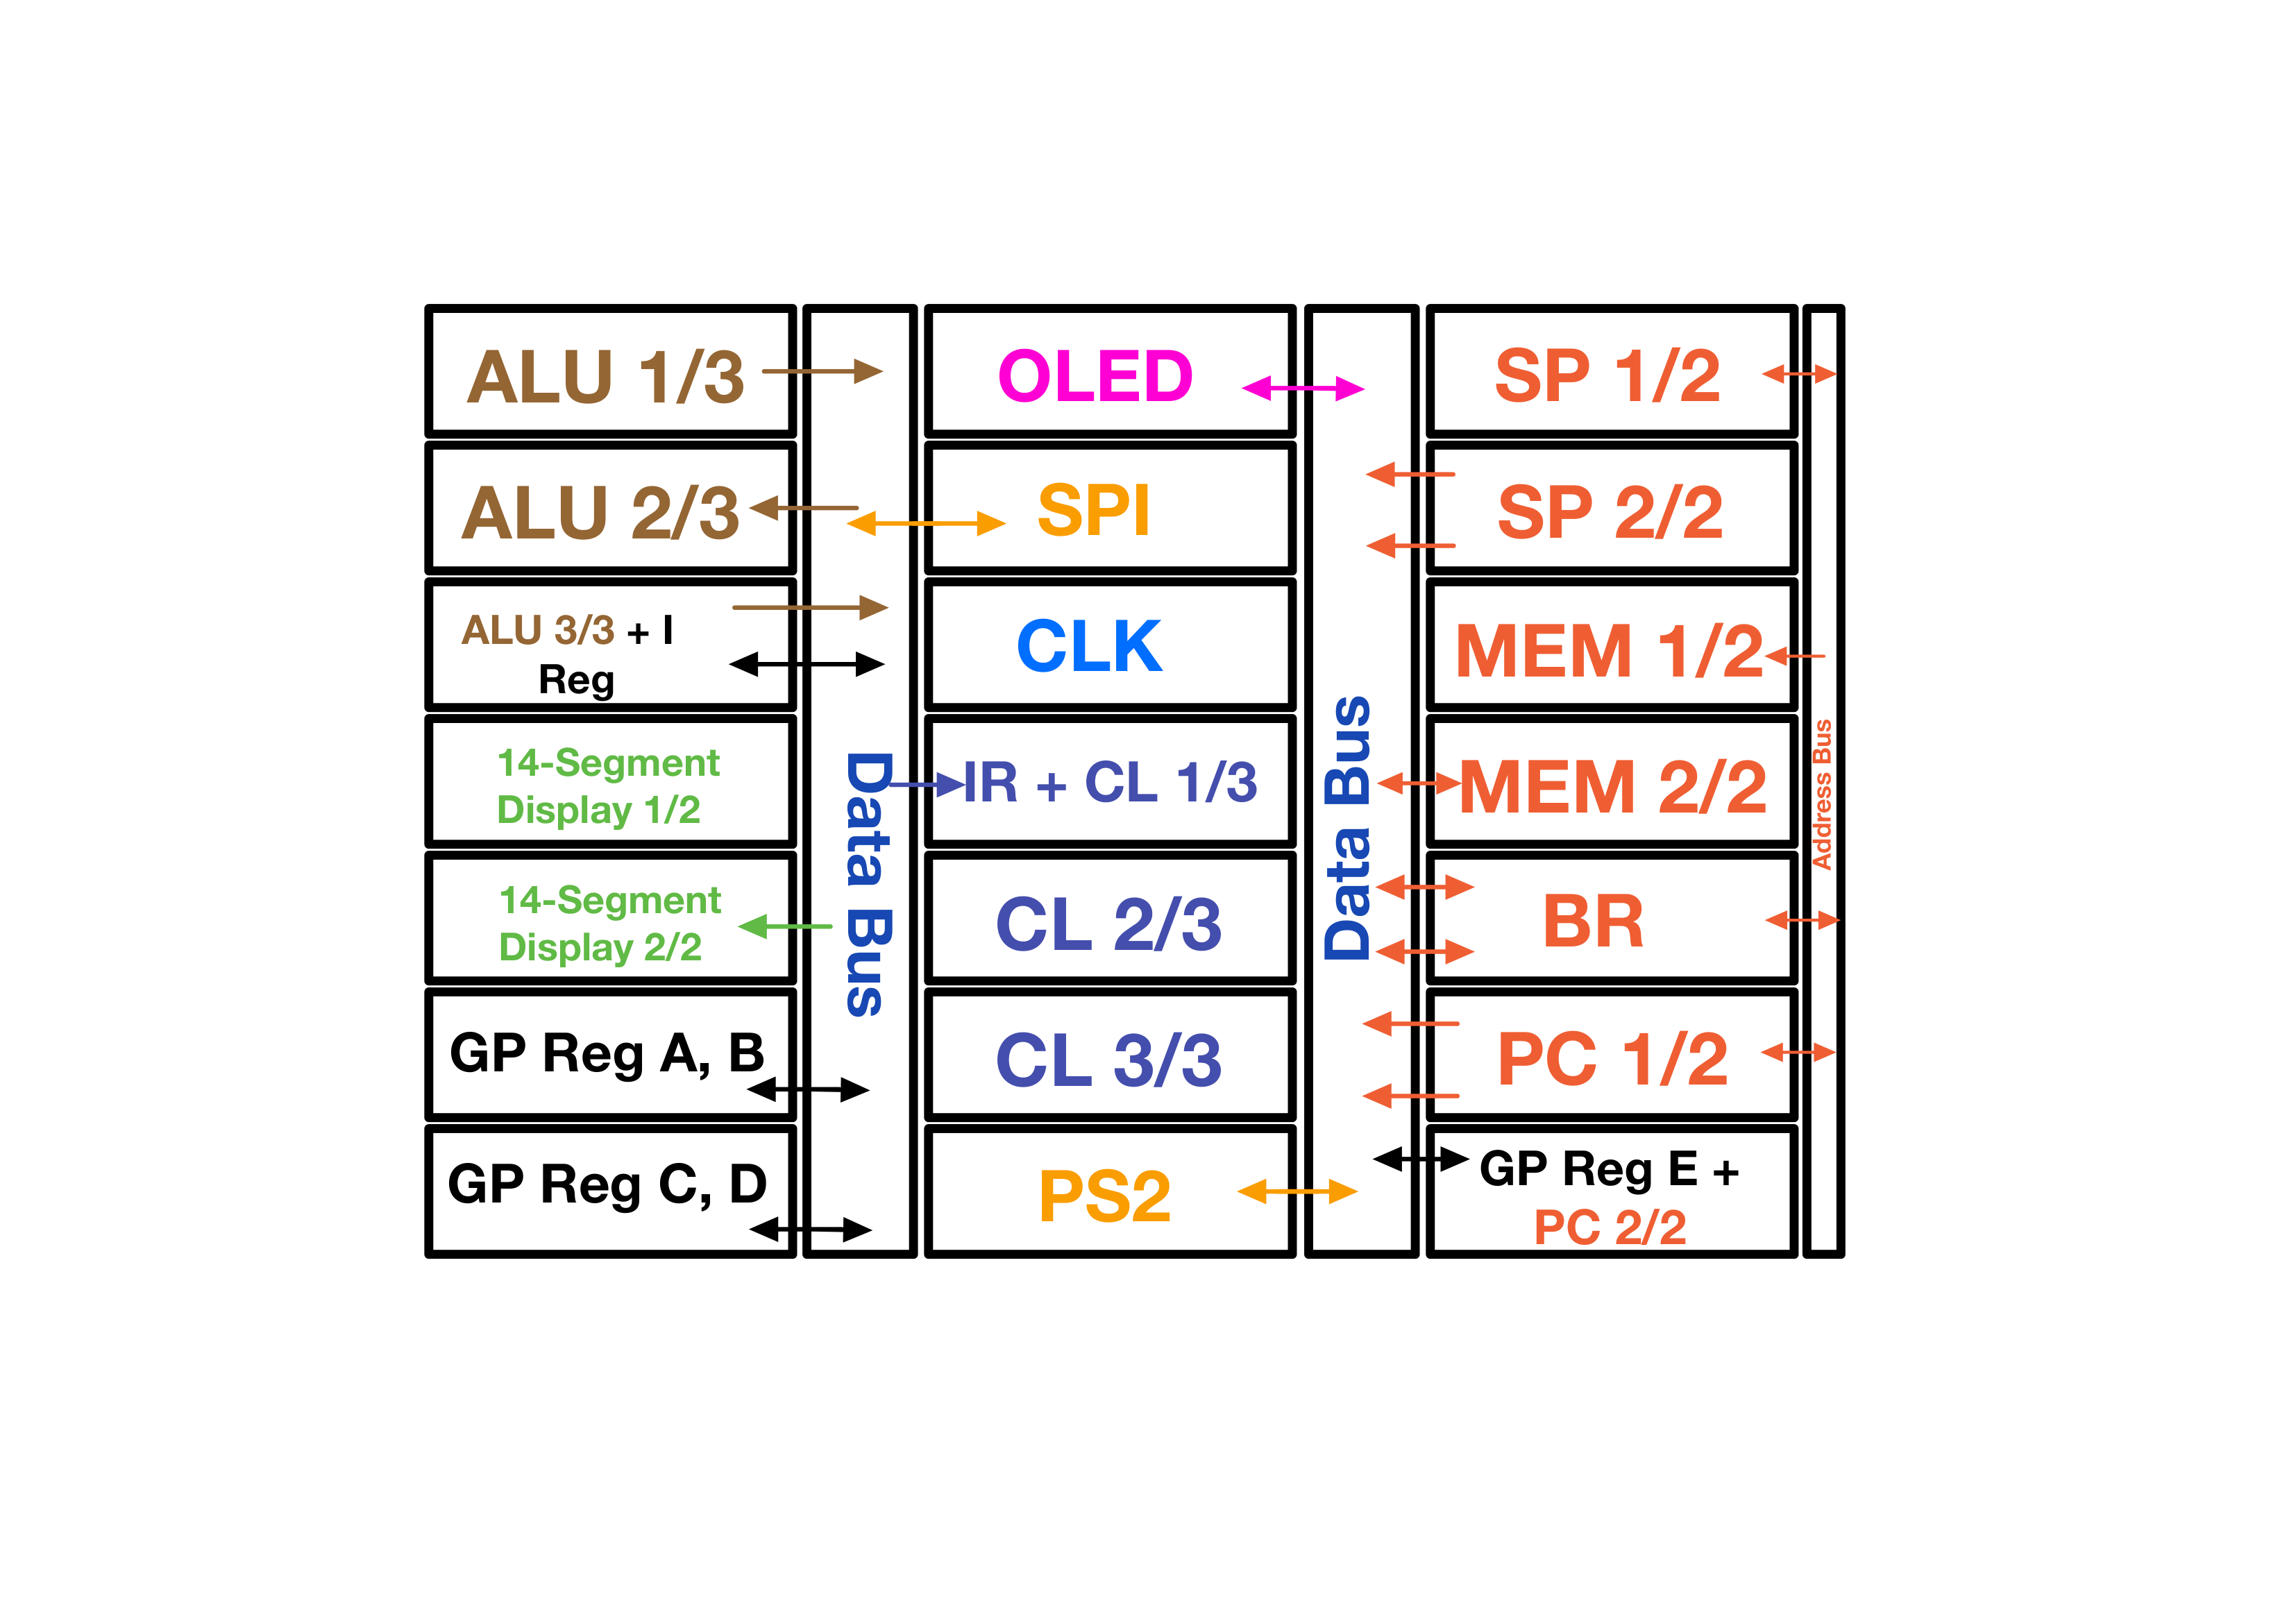 ALU 1/3
ALU 2/3
ALU 3/3 + I
Reg
14-Segment
Display 1/2
14-Segment
Display 2/2
GP Reg A, B
GP Reg C, D
Data Bus
OLED
SPI
CLK
IR + CL 1/3
CL 2/3
CL 3/3
PS2
Data Bus
SP 1/2
SP 2/2
MEM 1/2
MEM 2/2
BR
PC 1/2
GP Reg E +
PC 2/2
Address Bus